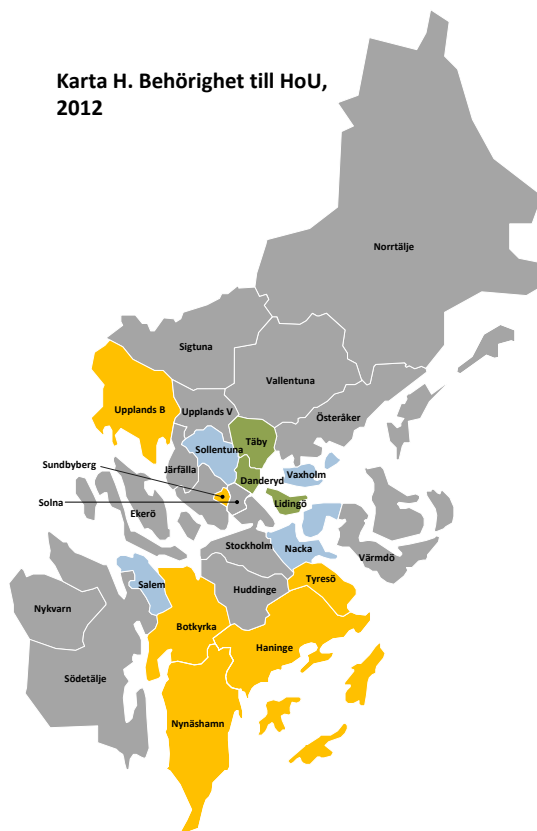 Karta H. Behörighet till HoU,
2012
Norrtälje
Sigtuna
Vallentuna
Upplands B
Upplands V
Österåker
Täby
Sollentuna
Sundbyberg
Järfälla
Danderyd
Vaxholm
Solna
Ekerö
Lidingö
Stockholm
Nacka
Värmdö
Salem
Huddinge
Tyresö
Nykvarn
Botkyrka
Haninge
Södetälje
Nynäshamn